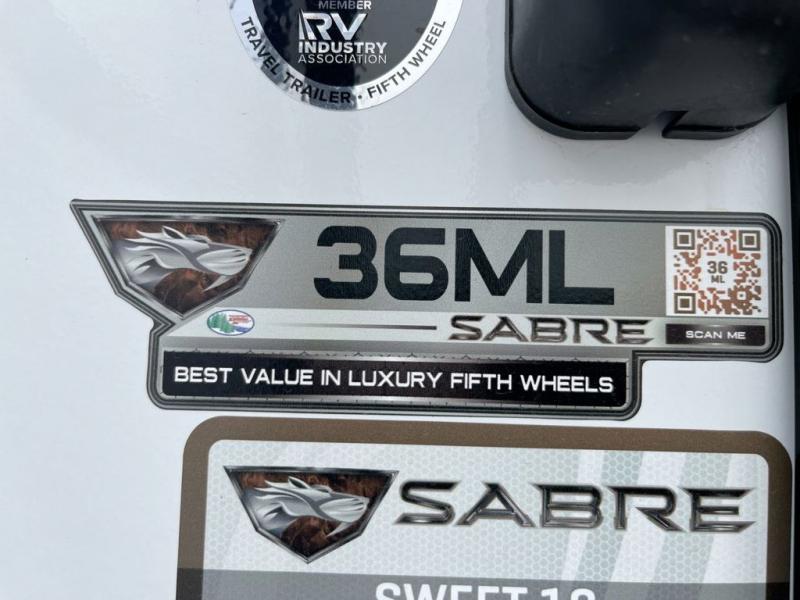 MEMBER
RV
INDUSTRY
ASSOCIATION
TRAVEL TRAILER • FIFTH WHEEL
36ML
36
ML
SABRE
SCAN ME
BEST VALUE IN LUXURY FIFTH WHEELS
SABRE